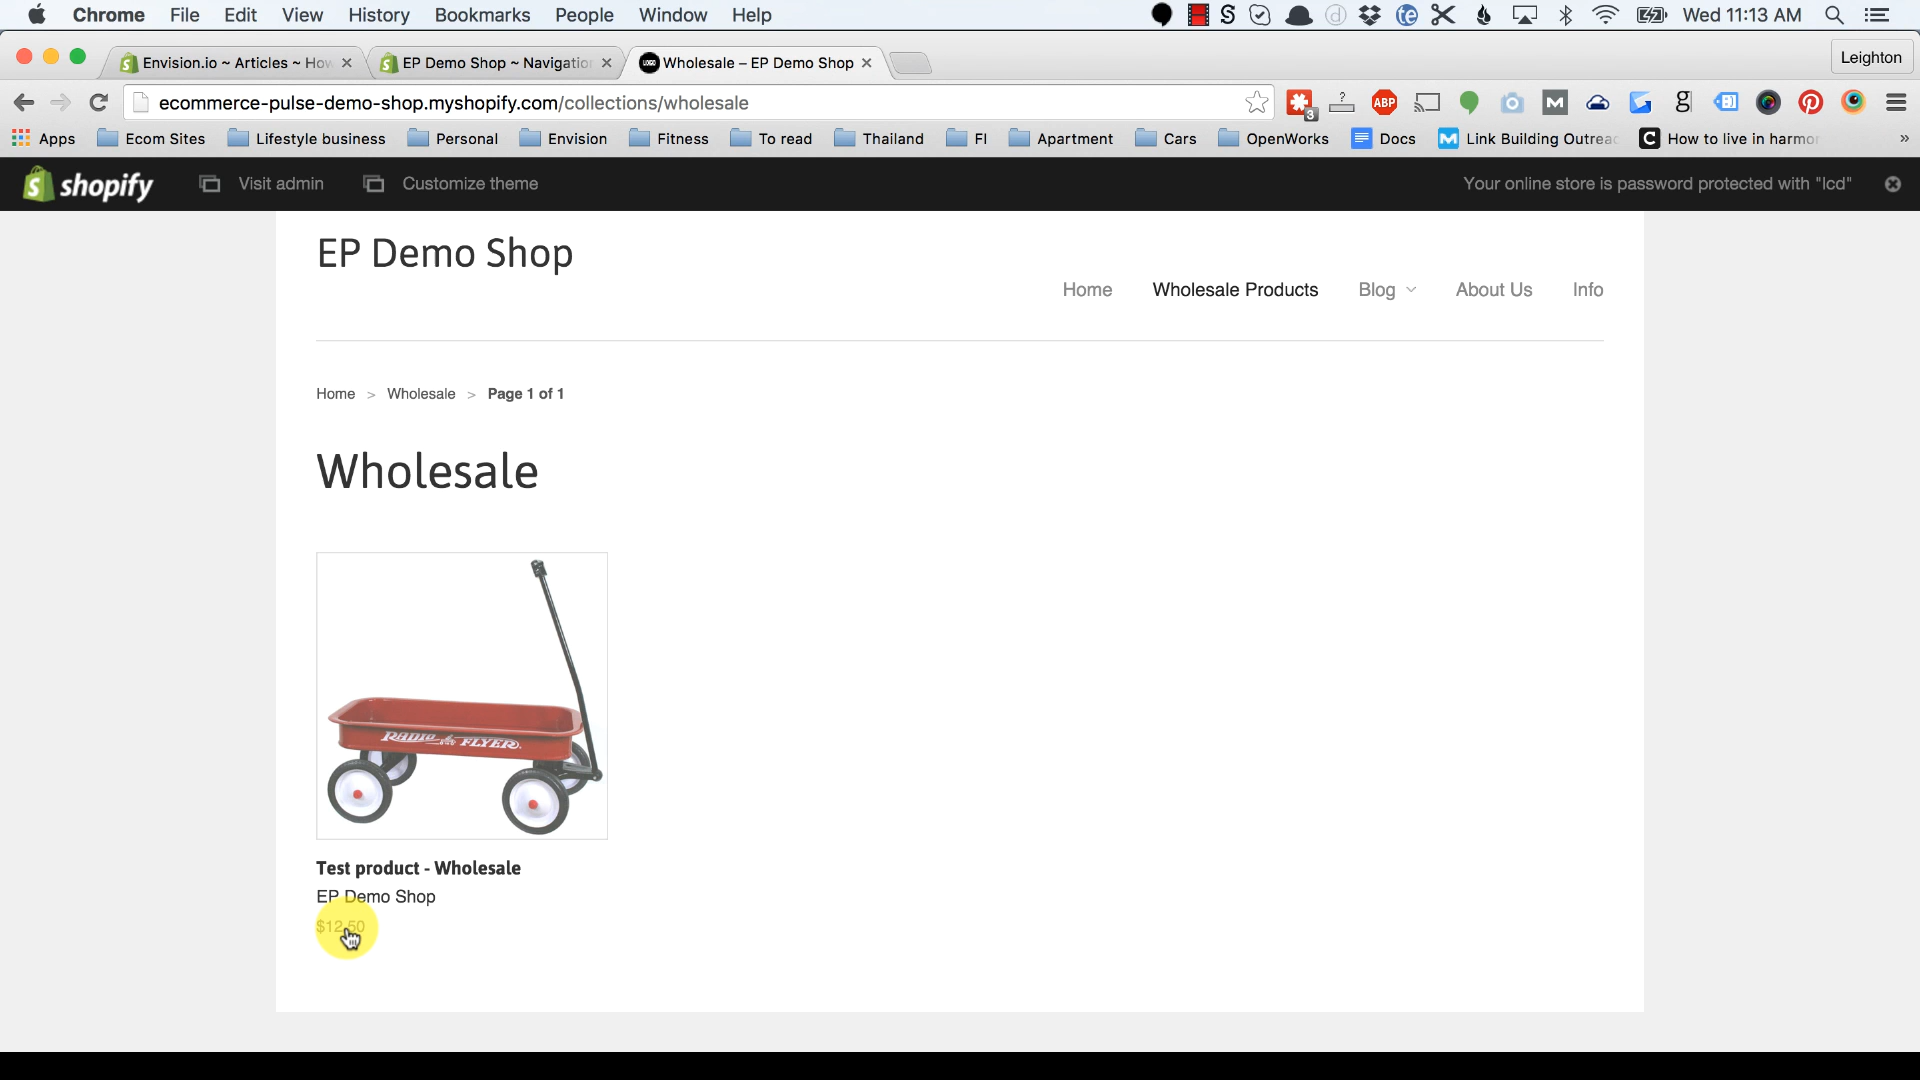 Chrome File Edit View History Bookmarks People Window Help Wed 11:13 AM
Envision.io ~ Articles ~ How EP Demo Shop ~ Navigation Wholesale – EP Demo Shop Leighton
ecommerce-pulse-demo-shop.myshopify.com/collections/wholesale
Apps Ecom Sites Lifestyle business Personal Envision Fitness To read Thailand FI Apartment Cars OpenWorks Docs Link Building Outreac How to live in harmor »
shopify Visit admin Customize theme Your online store is password protected with "lcd"
EP Demo Shop
Home Wholesale Products Blog About Us Info
Home > Wholesale > Page 1 of 1
Wholesale
RADIO FLYER
Test product - Wholesale
EP Demo Shop
$12.50